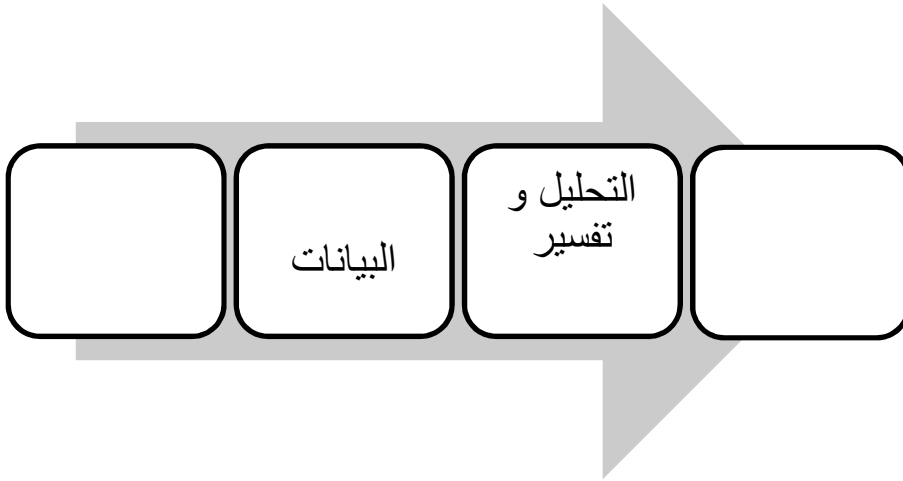 البيانات
التحليل و
تفسير